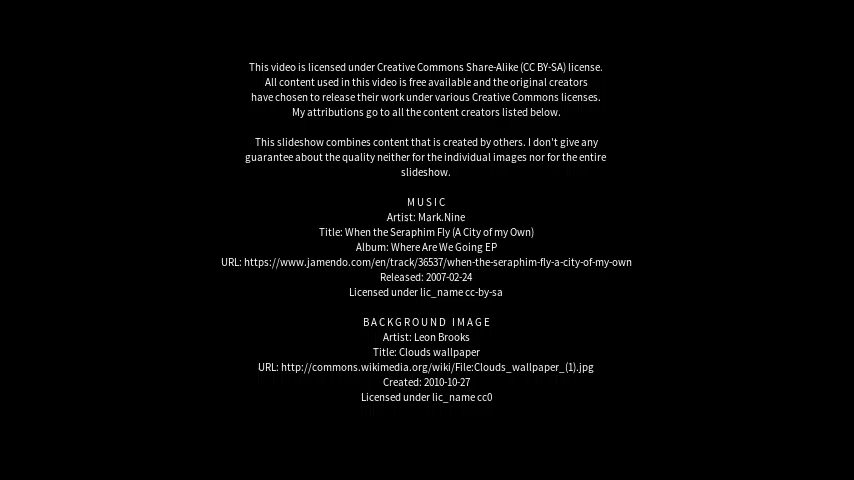 This video is licensed under Creative Commons Share-Alike (CC BY-SA) license.
All content used in this video is free available and the original creators
have chosen to release their work under various Creative Commons licenses.
My attributions go to all the content creators listed below.
This slideshow combines content that is created by others. I don't give any
guarantee about the quality neither for the individual images nor for the entire
slideshow.
MUSIC
Artist: Mark.Nine
Title: When the Seraphim Fly (A City of my Own)
Album: Where Are We Going EP
URL: https://www.jamendo.com/en/track/36537/when-the-seraphim-fly-a-city-of-my-own
Released: 2007-02-24
Licensed under lic_name cc-by-sa
BACKGROUND IMAGE
Artist: Leon Brooks
Title: Clouds wallpaper
URL: http://commons.wikimedia.org/wiki/File:Clouds_wallpaper_(1).jpg
Created: 2010-10-27
Licensed under lic_name cc0